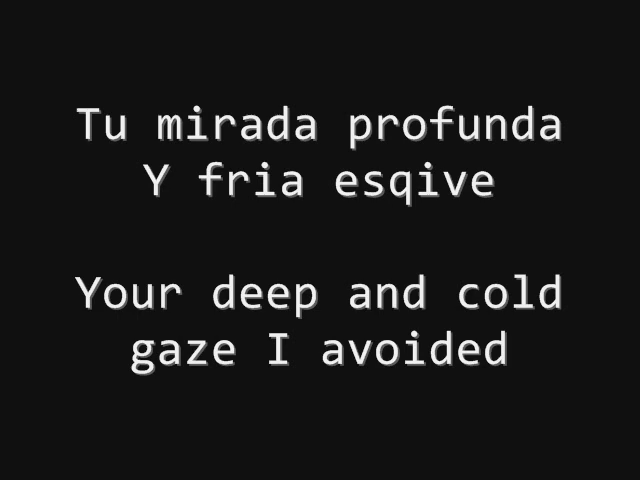 Tu mirada profunda
Y fria esqive
Your deep and cold
gaze I avoided